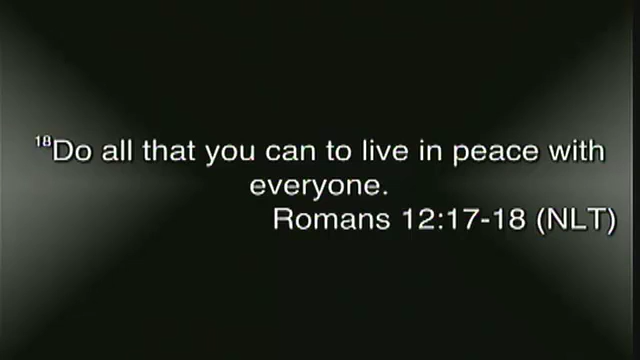 18Do all that you can to live in peace with
everyone.
Romans 12:17-18 (NLT)